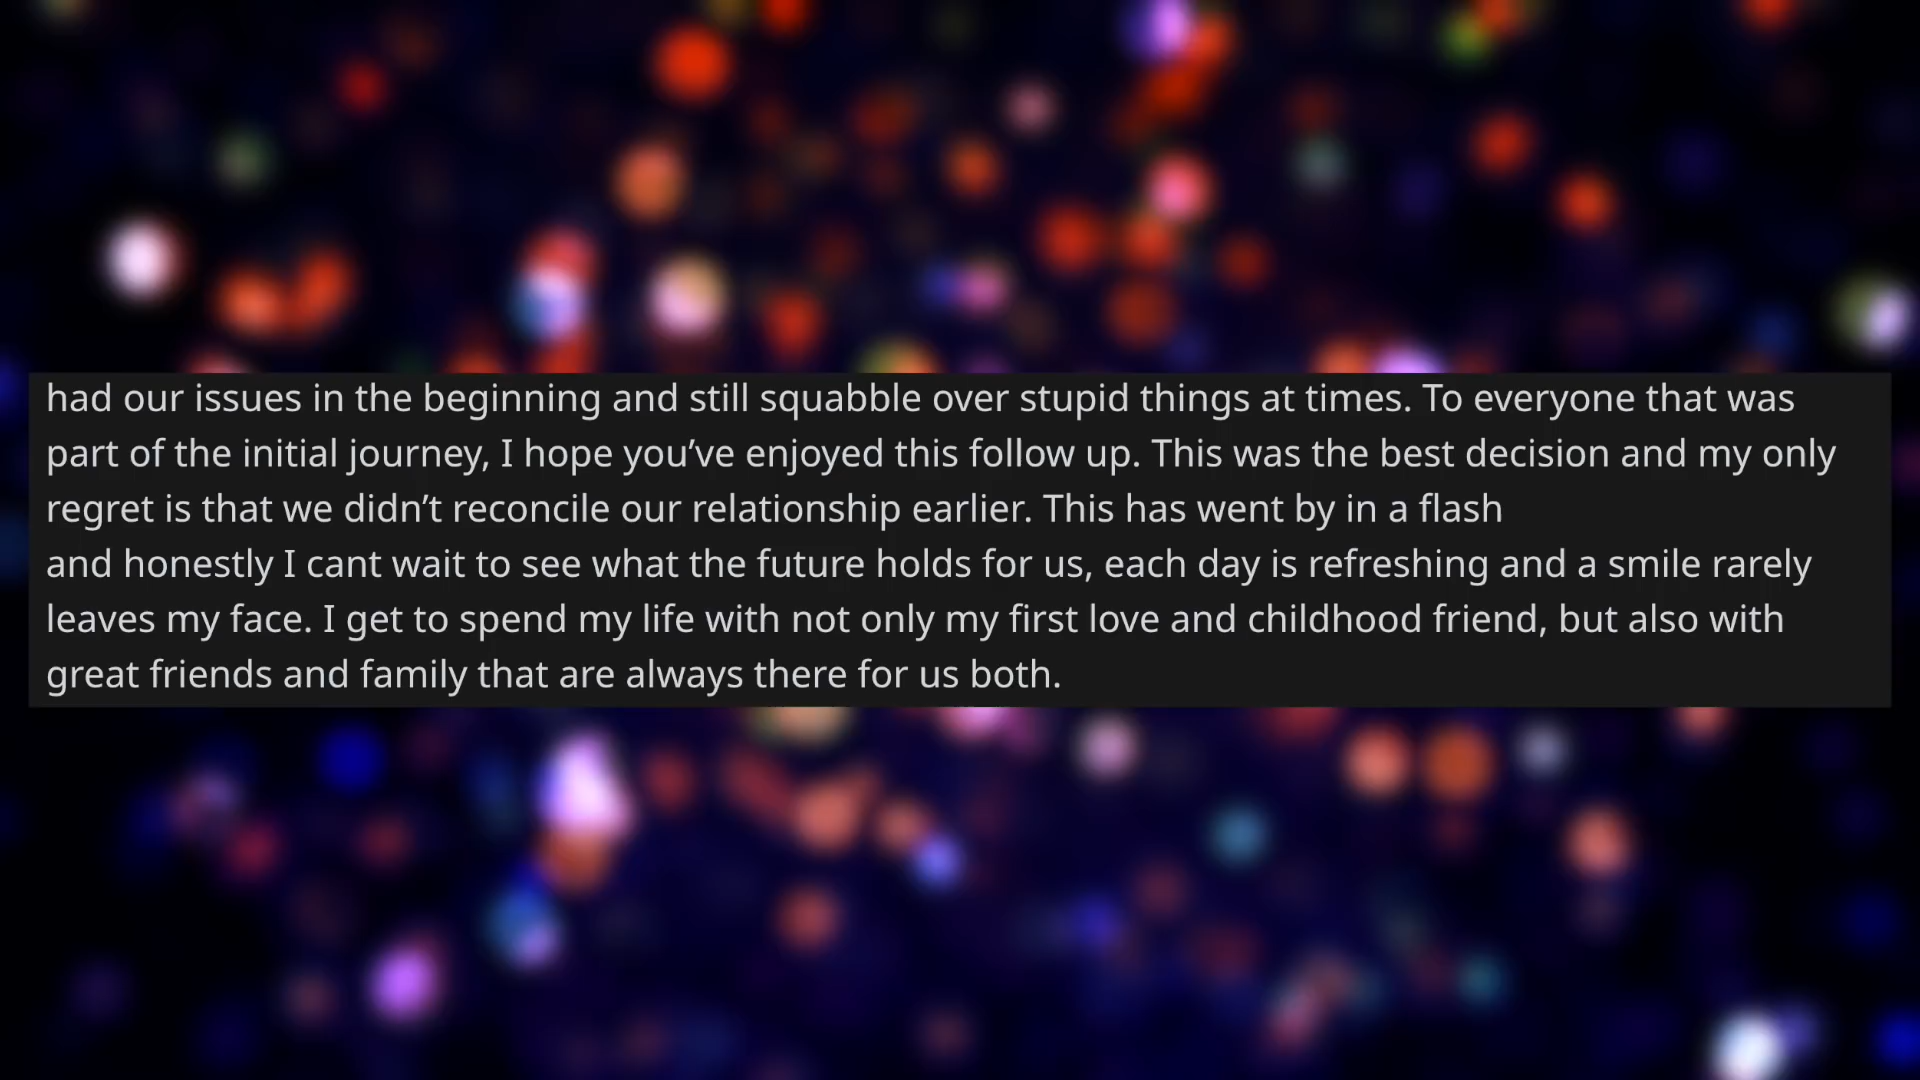 had our issues in the beginning and still squabble over stupid things at times. To everyone that was
part of the initial journey, I hope you’ve enjoyed this follow up. This was the best decision and my only
regret is that we didn’t reconcile our relationship earlier. This has went by in a flash
and honestly I cant wait to see what the future holds for us, each day is refreshing and a smile rarely
leaves my face. I get to spend my life with not only my first love and childhood friend, but also with
great friends and family that are always there for us both.